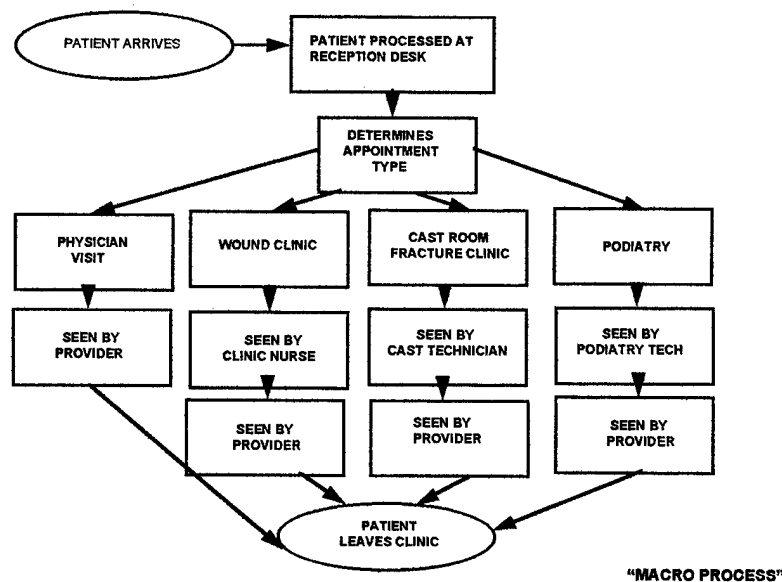 PATIENT ARRIVES
PATIENT PROCESSED AT
RECEPTION DESK
DETERMINES
APPOINTMENT
TYPE
PHYSICIAN
VISIT
WOUND CLINIC
CAST ROOM
FRACTURE CLINIC
PODIATRY
SEEN BY
PROVIDER
SEEN BY
CLINIC NURSE
SEEN BY
CAST TECHNICIAN
SEEN BY
PODIATRY TECH
SEEN BY
PROVIDER
SEEN BY
PROVIDER
SEEN BY
PROVIDER
PATIENT
LEAVES CLINIC
"MACRO PROCESS"